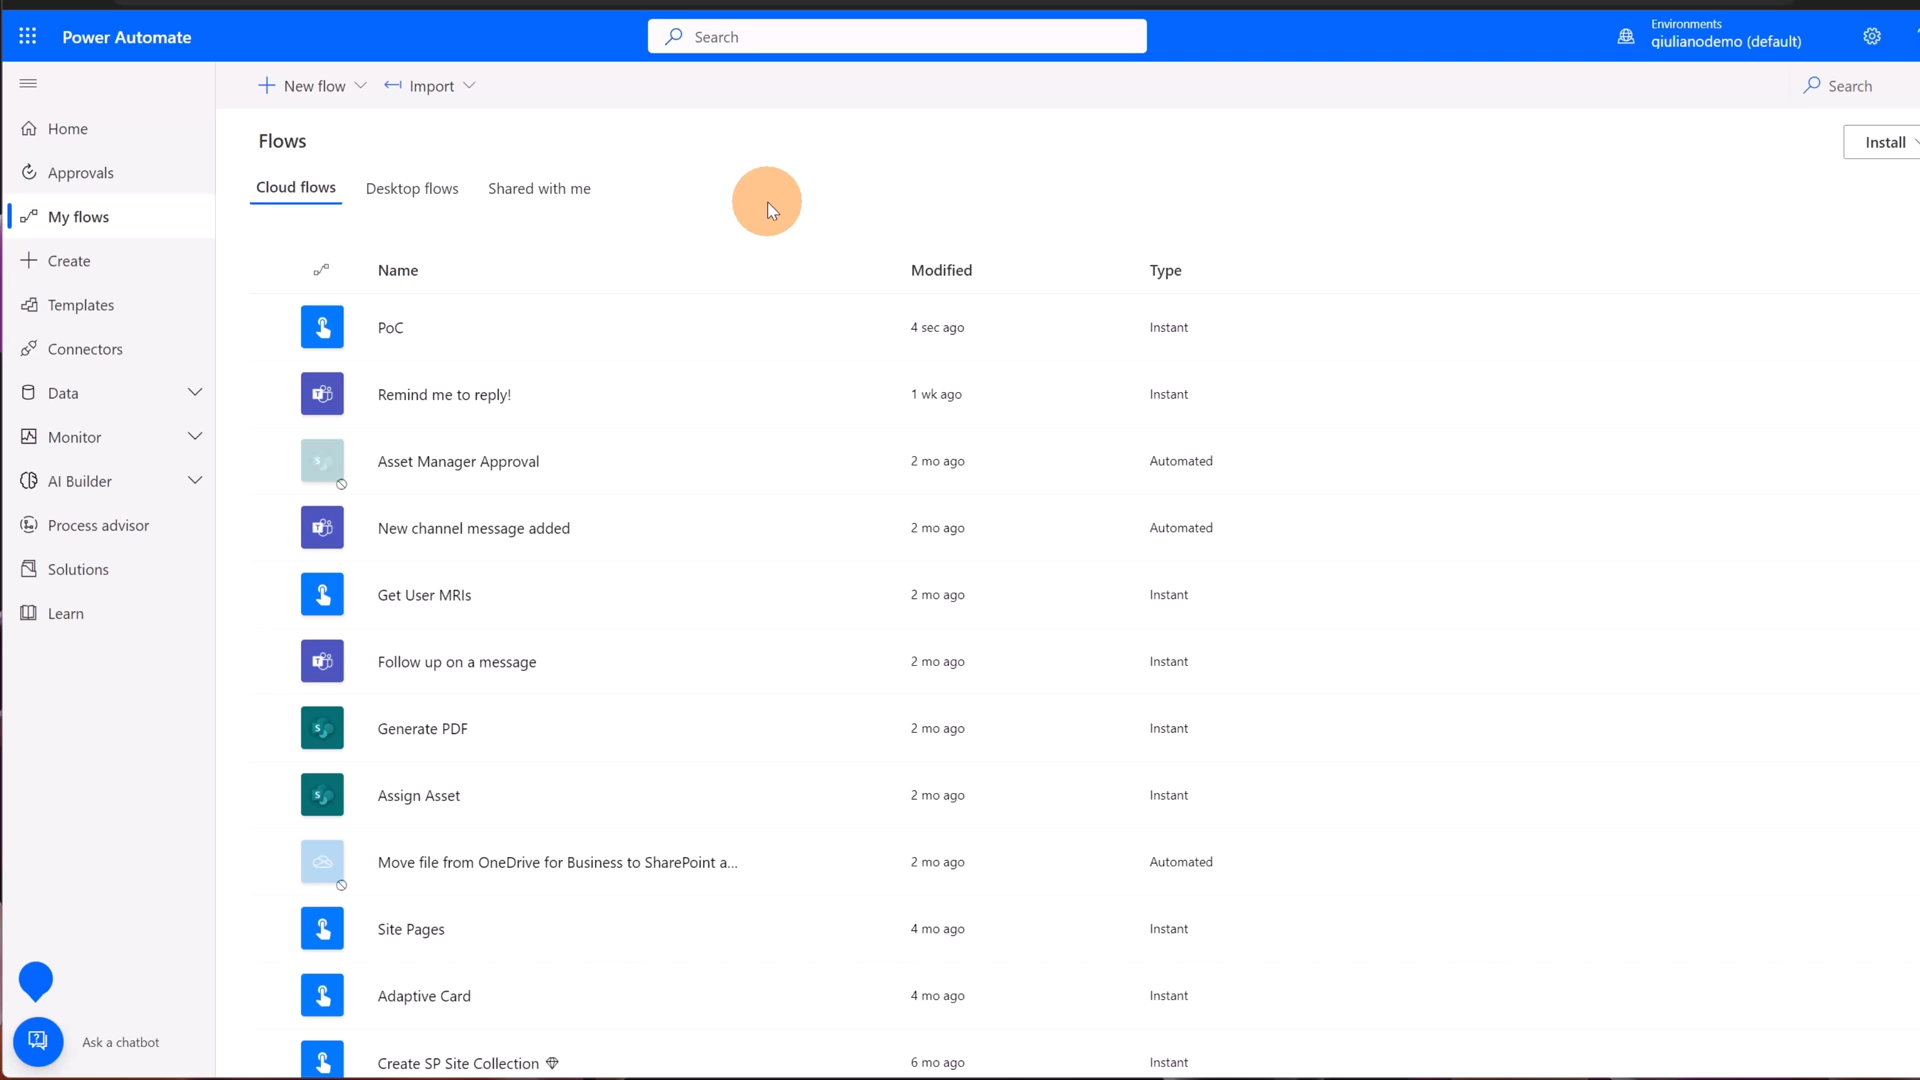 Power Automate
Search
Environments
giulianodemo (default)
New flow
Import
Search
Home
Approvals
My flows
Create
Templates
Connectors
Data
Monitor
AI Builder
Process advisor
Solutions
Learn
Ask a chatbot
Flows
Install
Cloud flows Desktop flows Shared with me
Name Modified Type
PoC 4 sec ago Instant
Remind me to reply! 1 wk ago Instant
Asset Manager Approval 2 mo ago Automated
New channel message added 2 mo ago Automated
Get User MRIs 2 mo ago Instant
Follow up on a message 2 mo ago Instant
Generate PDF 2 mo ago Instant
Assign Asset 2 mo ago Instant
Move file from OneDrive for Business to SharePoint a... 2 mo ago Automated
Site Pages 4 mo ago Instant
Adaptive Card 4 mo ago Instant
Create SP Site Collection 6 mo ago Instant